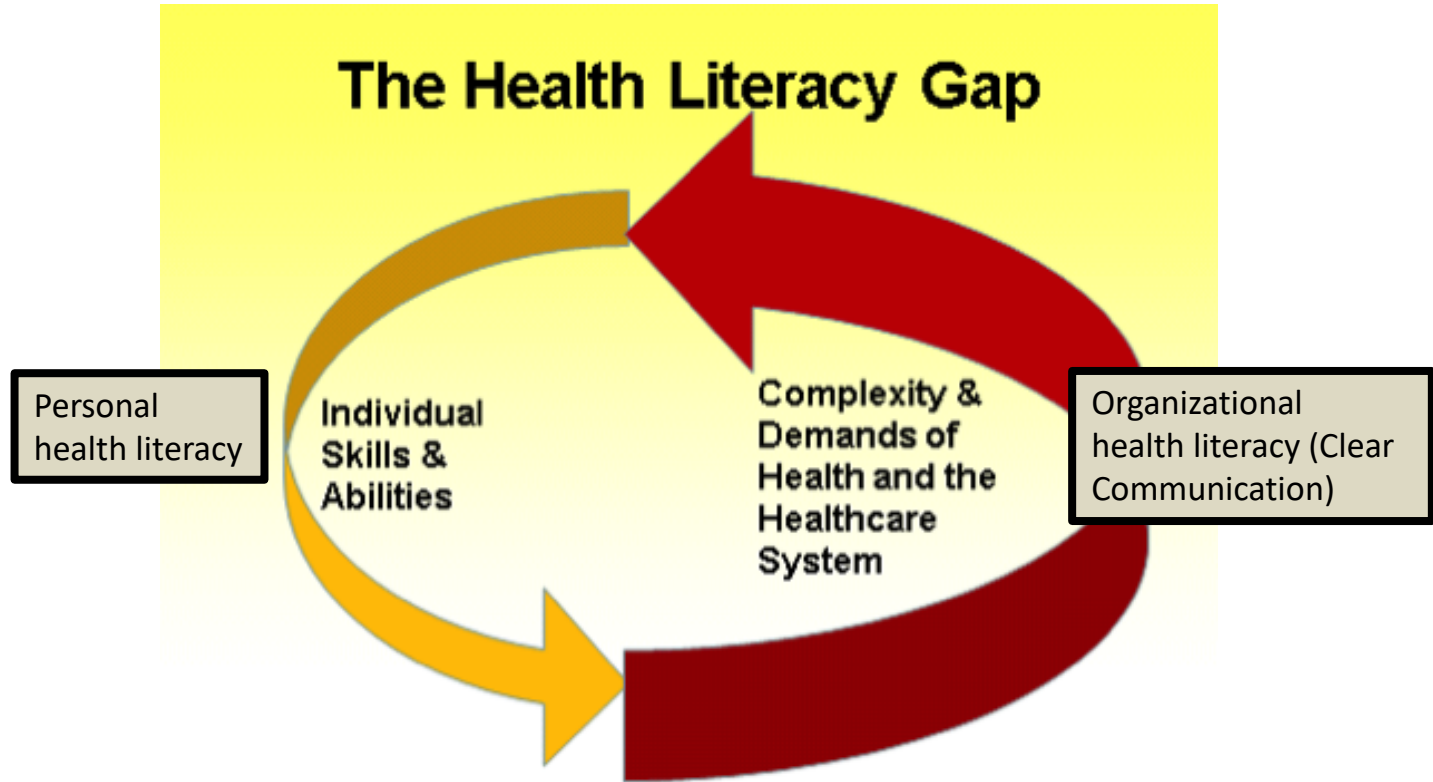 The Health Literacy Gap
Personal
health literacy
Individual
Skills &
Abilities
Complexity &
Demands of
Health and the
Healthcare
System
Organizational
health literacy (Clear
Communication)